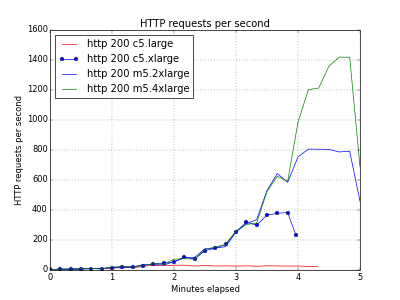 HTTP requests per second
1600
1400
1200
1000
800
600
400
200
0
HTTP requests per second
http 200 c5.large
http 200 c5.xlarge
http 200 m5.2xlarge
http 200 m5.4xlarge
0 1 2 3 4 5
Minutes elapsed